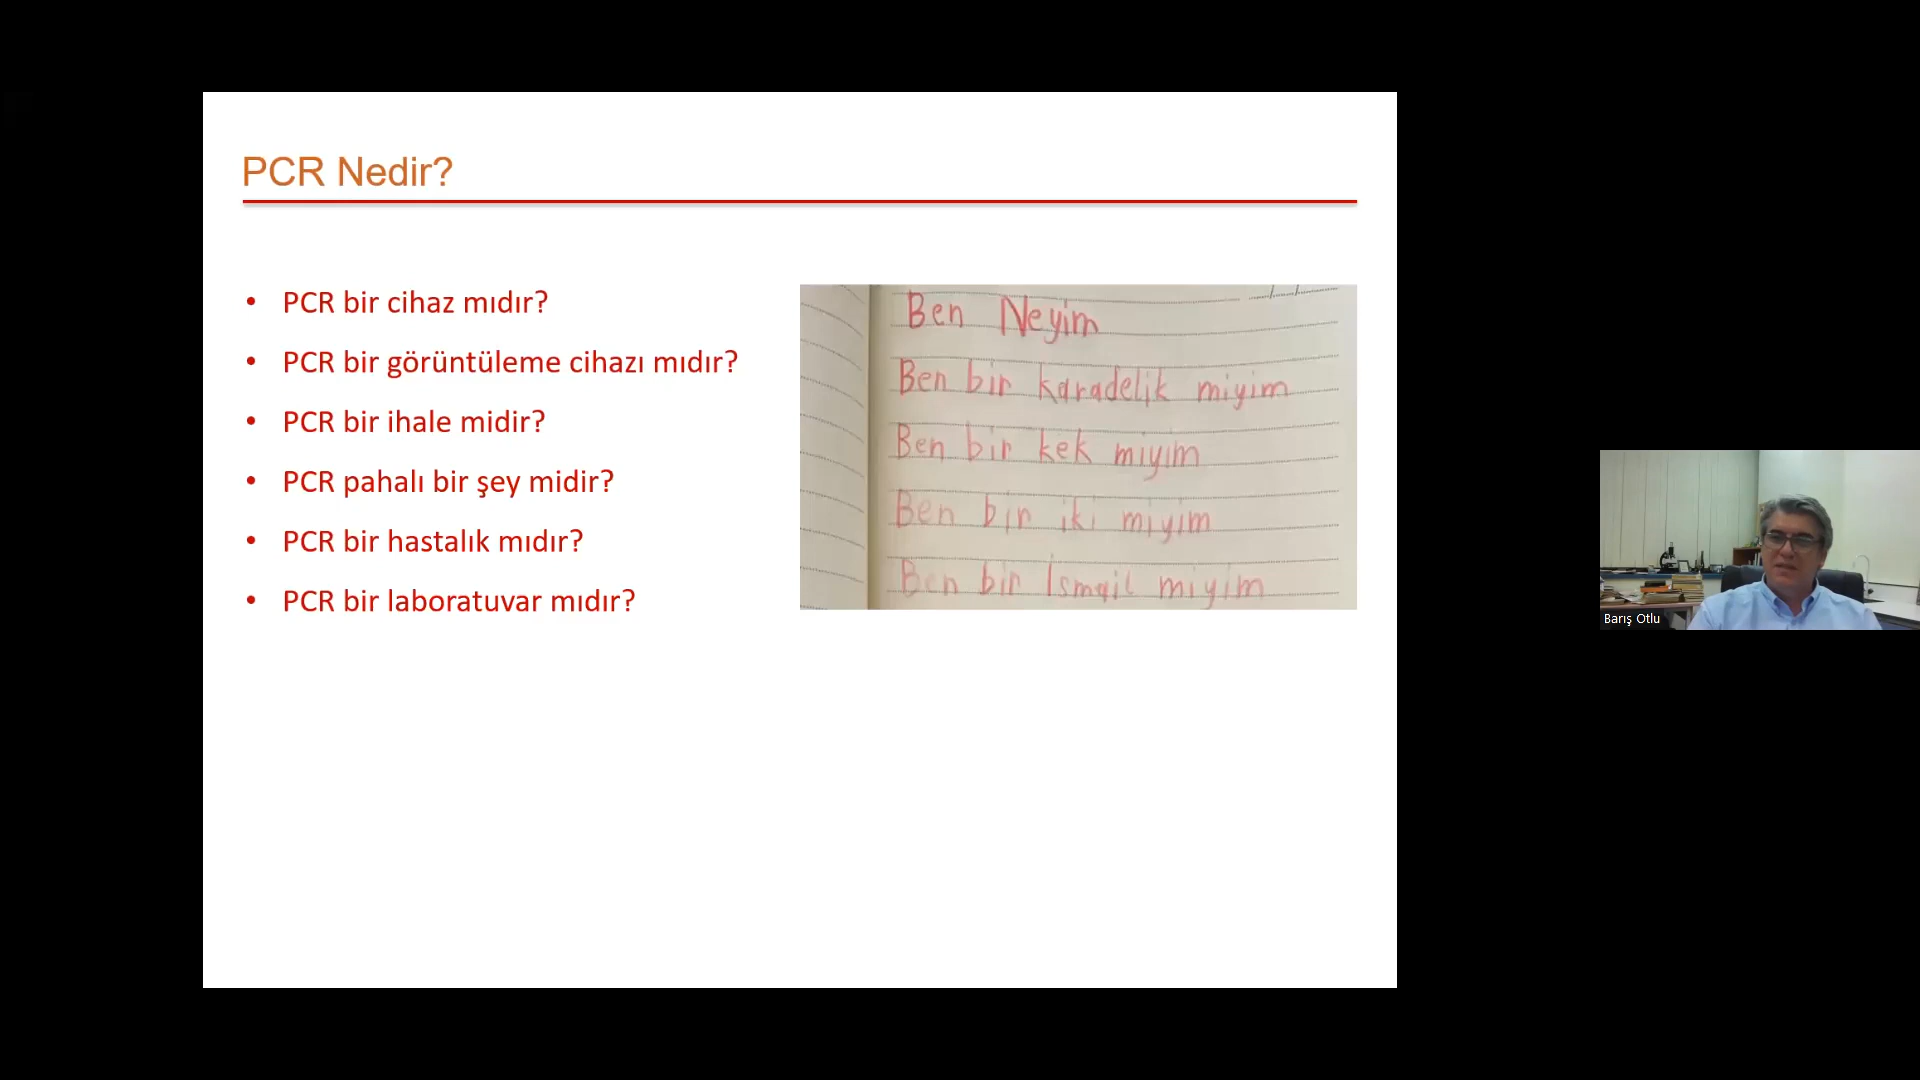 PCR Nedir?
• PCR bir cihaz mıdır?
• PCR bir görüntüleme cihazı mıdır?
• PCR bir ihale midir?
• PCR pahalı bir şey midir?
• PCR bir hastalık mıdır?
• PCR bir laboratuvar mıdır?
Ben Neyim
Ben bir karadelik miyim
Ben bir kek miyim
Ben bir iki miyim
Ben bir İsmail miyim
Barış Otlu